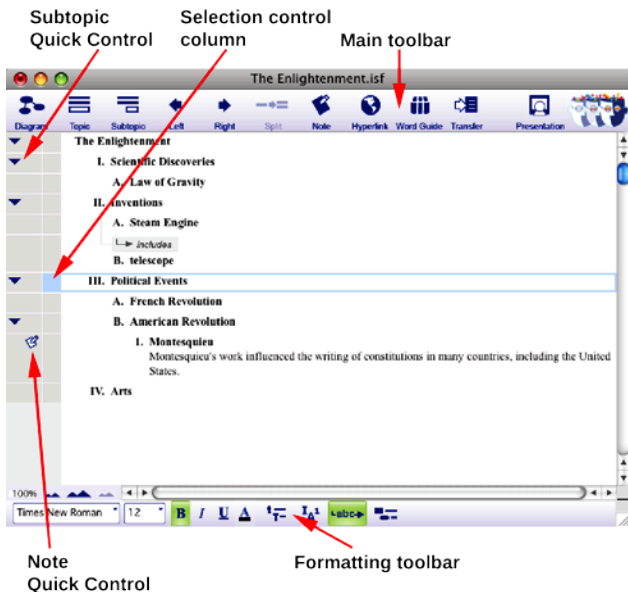 Subtopic
Quick Control
Selection control
column
Main toolbar
The Enlightenment.isf
Diagram Topic Subtopic Left Right Split Note Hyperlink Word Guide Transfer Presentation
The Enlightenment
I. Scientific Discoveries
A. Law of Gravity
II. Inventions
A. Steam Engine
includes
B. telescope
III. Political Events
A. French Revolution
B. American Revolution
1. Montesquieu
Montesquieu's work influenced the writing of constitutions in many countries, including the United
States.
IV. Arts
100%
Times New Roman 12 B I U A abc
Note
Quick Control
Formatting toolbar